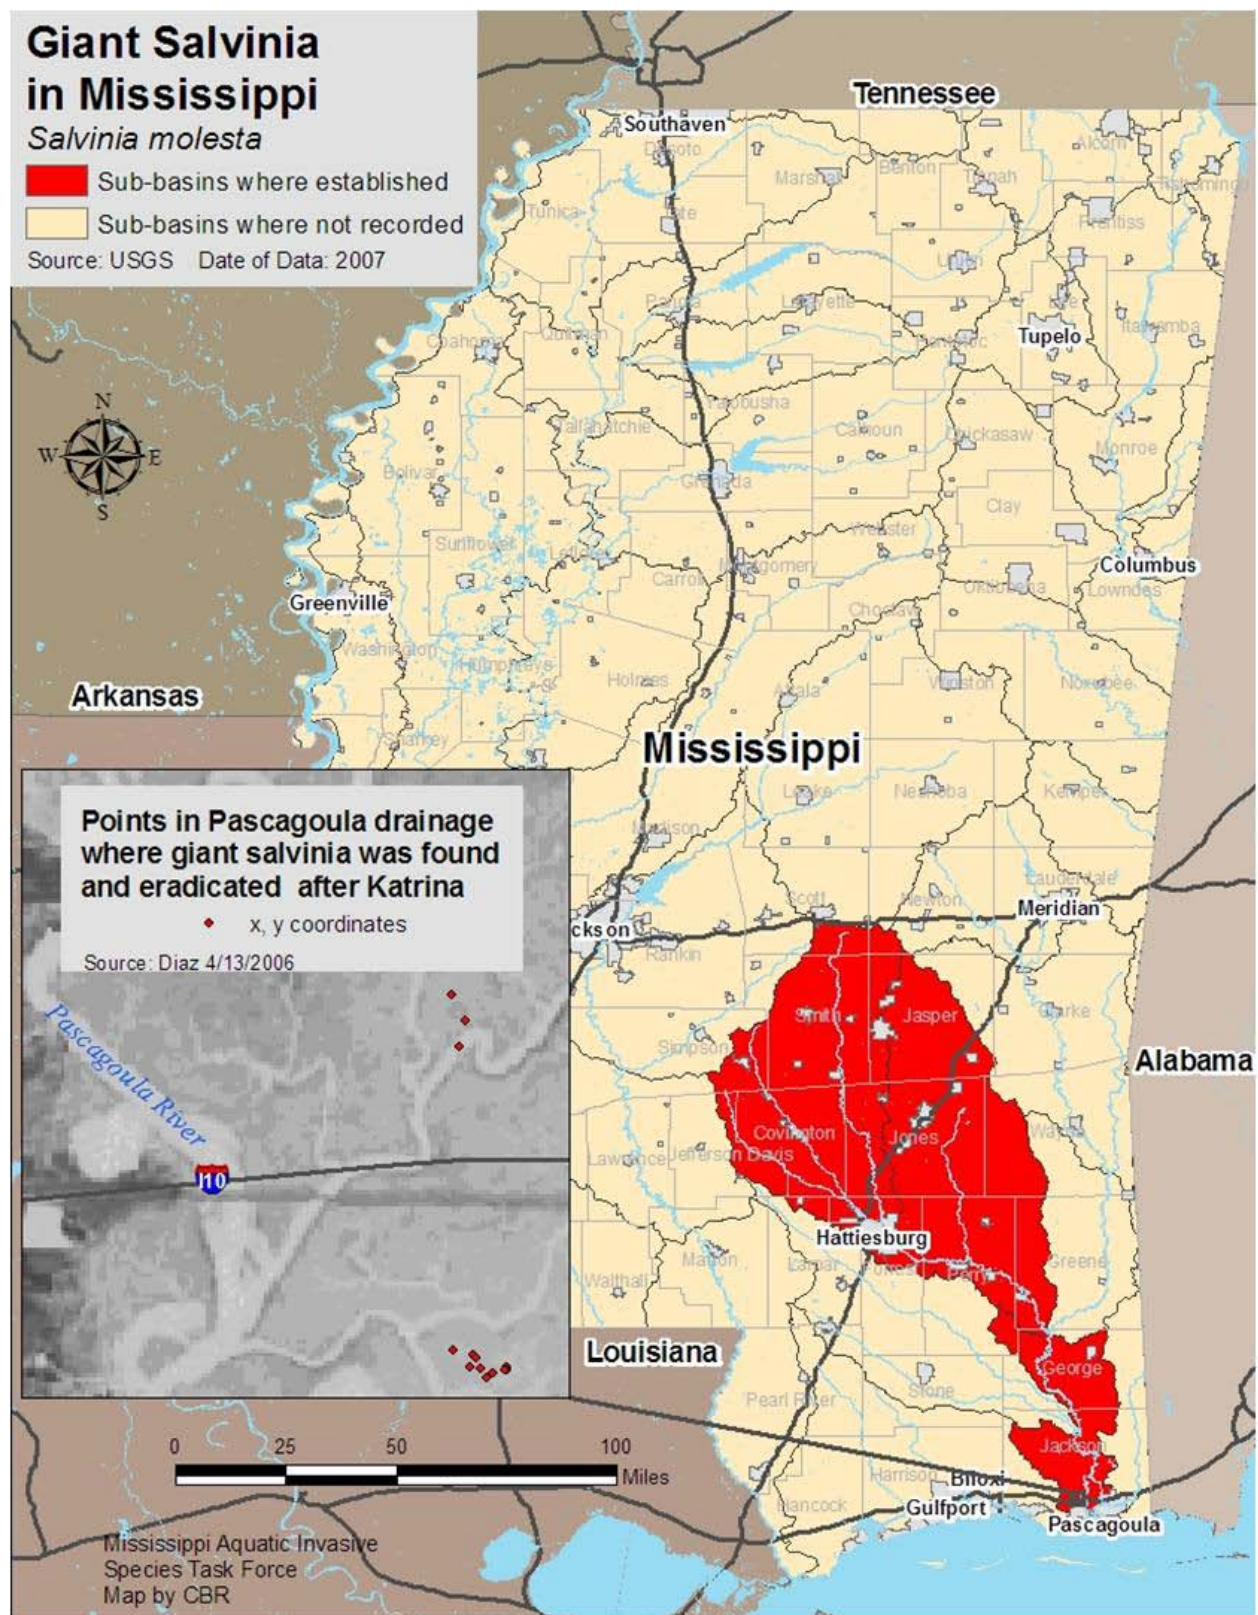 Giant Salvinia
in Mississippi
Salvinia molesta
Sub-basins where established
Sub-basins where not recorded
Source: USGS Date of Data: 2007
N
W
E
S
Tennessee
Southaven
Desoto
Marshall
Benton
Tippah
Alcorn
Tishomingo
Tunica
Tate
Prentiss
Union
Panola
Lafayette
Lee
Itawamba
Coahoma
Quitman
Pontotoc
Tupelo
Yalobusha
Tallahatchie
Calhoun
Chickasaw
Monroe
Bolivar
Grenada
Clay
Sunflower
Leflore
Webster
Carroll
Montgomery
Columbus
Oktibbeha
Lowndes
Greenville
Choctaw
Washington
Humphreys
Holmes
Attala
Winston
Noxubee
Arkansas
Sharkey
Mississippi
Leake
Neshoba
Kemper
Madison
Lauderdale
Scott
Newton
Meridian
ckson
Rankin
Smith
Jasper
Clarke
Simpson
Alabama
Covington
Jones
Wayne
Lawrence
Jefferson Davis
Hattiesburg
Marion
Lamar
Forrest
Perry
Greene
Walthall
Louisiana
George
Stone
Pearl River
Jackson
Harrison
Biloxi
Hancock
Gulfport
Pascagoula
Points in Pascagoula drainage
where giant salvinia was found
and eradicated after Katrina
x, y coordinates
Source: Diaz 4/13/2006
Pascagoula River
I10
0 25 50 100
Miles
Mississippi Aquatic Invasive
Species Task Force
Map by CBR